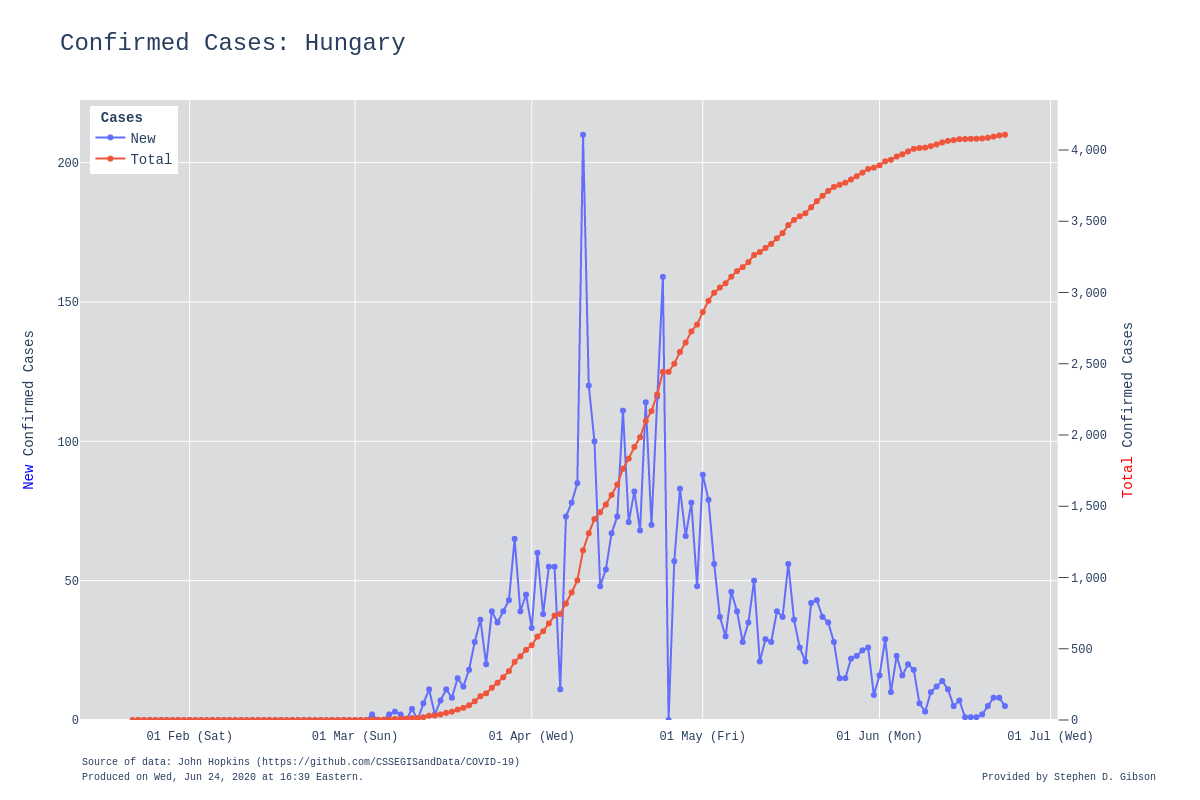 Confirmed Cases: Hungary
Cases
New
Total
200
150
100
50
0
4,000
3,500
3,000
2,500
2,000
1,500
1,000
500
0
New Confirmed Cases
Total Confirmed Cases
01 Feb (Sat)
01 Mar (Sun)
01 Apr (Wed)
01 May (Fri)
01 Jun (Mon)
01 Jul (Wed)
Source of data: John Hopkins (https://github.com/CSSEGISandData/COVID-19)
Produced on Wed, Jun 24, 2020 at 16:39 Eastern.
Provided by Stephen D. Gibson